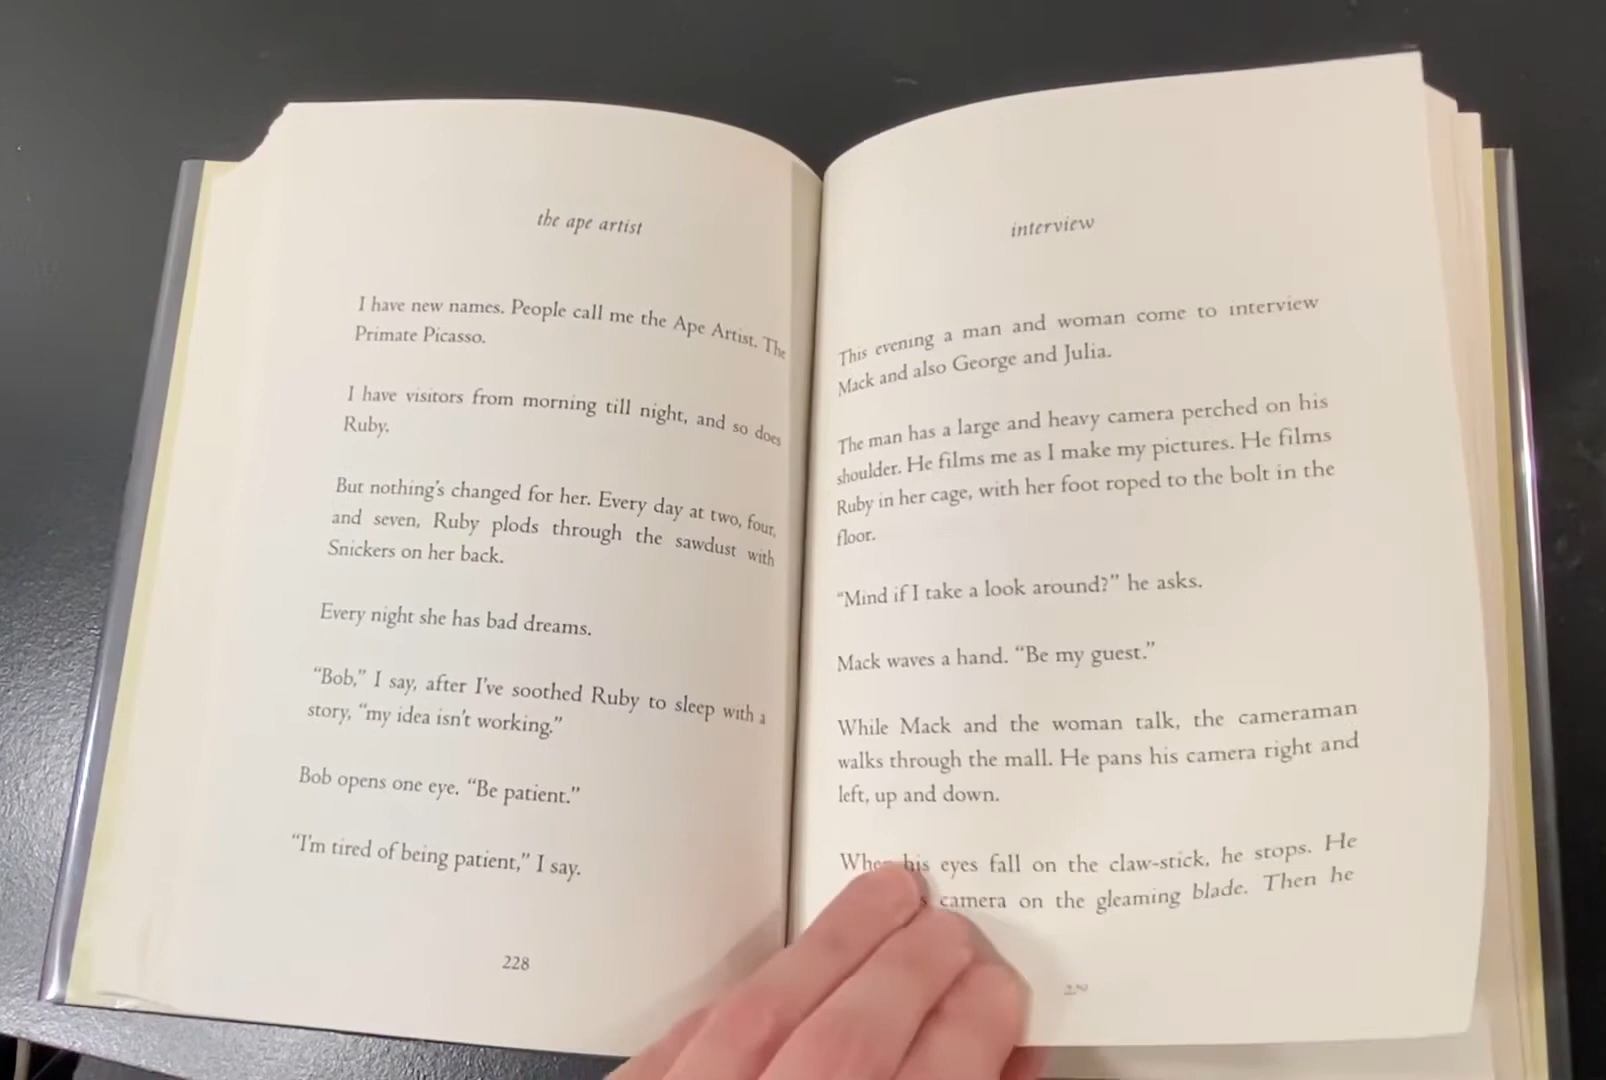 the ape artist
I have new names. People call me the Ape Artist. The
Primate Picasso.
I have visitors from morning till night, and so does
Ruby.
But nothing's changed for her. Every day at two, four,
and seven, Ruby plods through the sawdust with
Snickers on her back.
Every night she has bad dreams.
“Bob,” I say, after I've soothed Ruby to sleep with a
story, “my idea isn't working.”
Bob opens one eye. “Be patient.”
“I'm tired of being patient,” I say.
228
interview
This evening a man and woman come to interview
Mack and also George and Julia.
The man has a large and heavy camera perched on his
shoulder. He films me as I make my pictures. He films
Ruby in her cage, with her foot roped to the bolt in the
floor.
“Mind if I take a look around?” he asks.
Mack waves a hand. “Be my guest.”
While Mack and the woman talk, the cameraman
walks through the mall. He pans his camera right and
left, up and down.
When his eyes fall on the claw-stick, he stops. He
camera on the gleaming blade. Then he